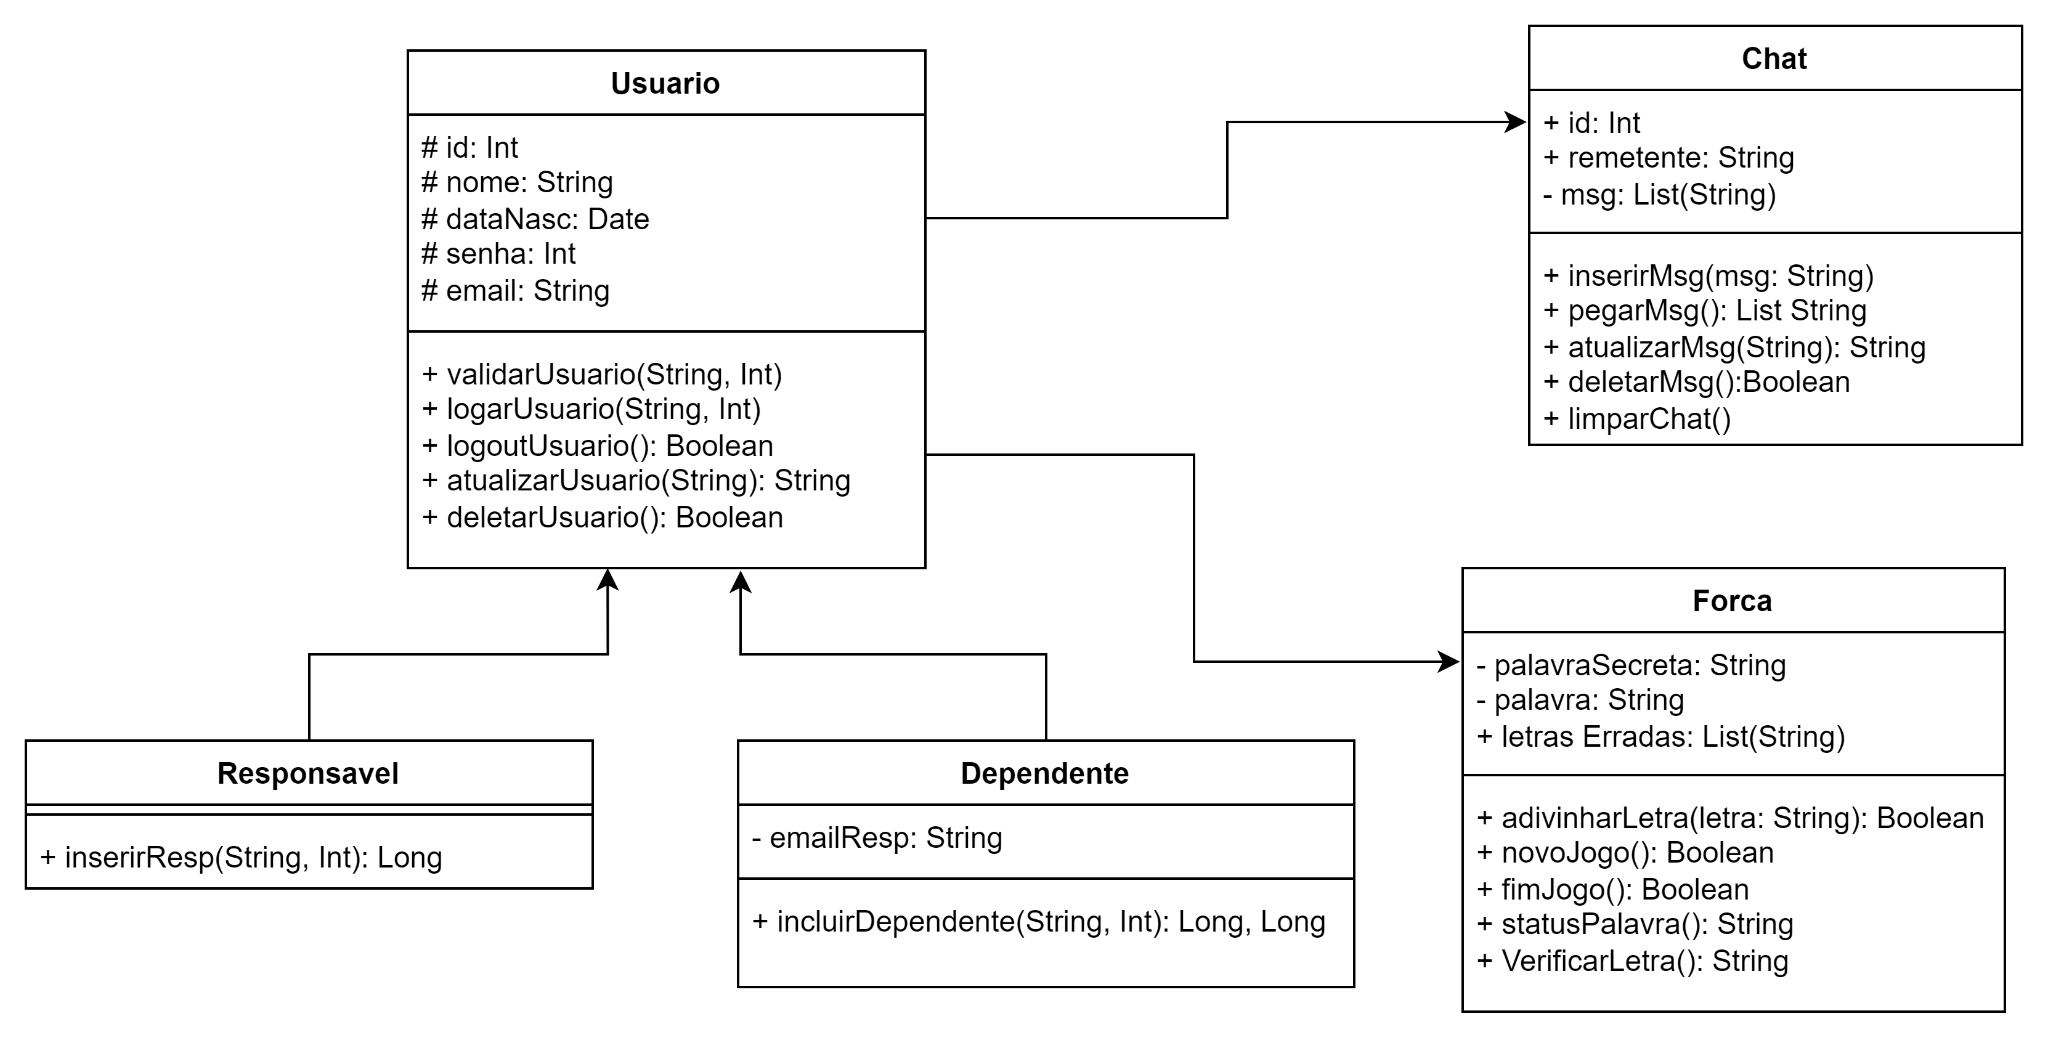 Usuario
# id: Int
# nome: String
# dataNasc: Date
# senha: Int
# email: String
+ validarUsuario(String, Int)
+ logarUsuario(String, Int)
+ logoutUsuario(): Boolean
+ atualizarUsuario(String): String
+ deletarUsuario(): Boolean
Chat
+ id: Int
+ remetente: String
- msg: List(String)
+ inserirMsg(msg: String)
+ pegarMsg(): List String
+ atualizarMsg(String): String
+ deletarMsg():Boolean
+ limparChat()
Responsavel
+ inserirResp(String, Int): Long
Dependente
- emailResp: String
+ incluirDependente(String, Int): Long, Long
Forca
- palavraSecreta: String
- palavra: String
+ letras Erradas: List(String)
+ adivinharLetra(letra: String): Boolean
+ novoJogo(): Boolean
+ fimJogo(): Boolean
+ statusPalavra(): String
+ VerificarLetra(): String